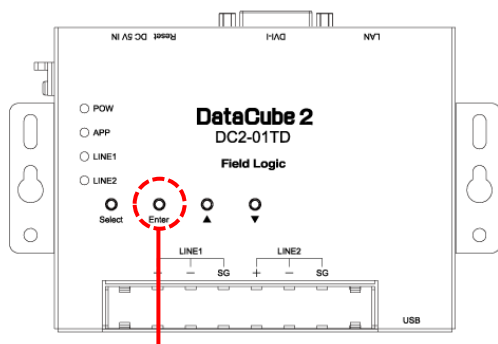 DC 5V IN Reset DVI-I LAN
POW
APP
LINE1
LINE2
DataCube 2
DC2-01TD
Field Logic
Select Enter ▲ ▼
LINE1 LINE2
+ − SG + − SG
USB